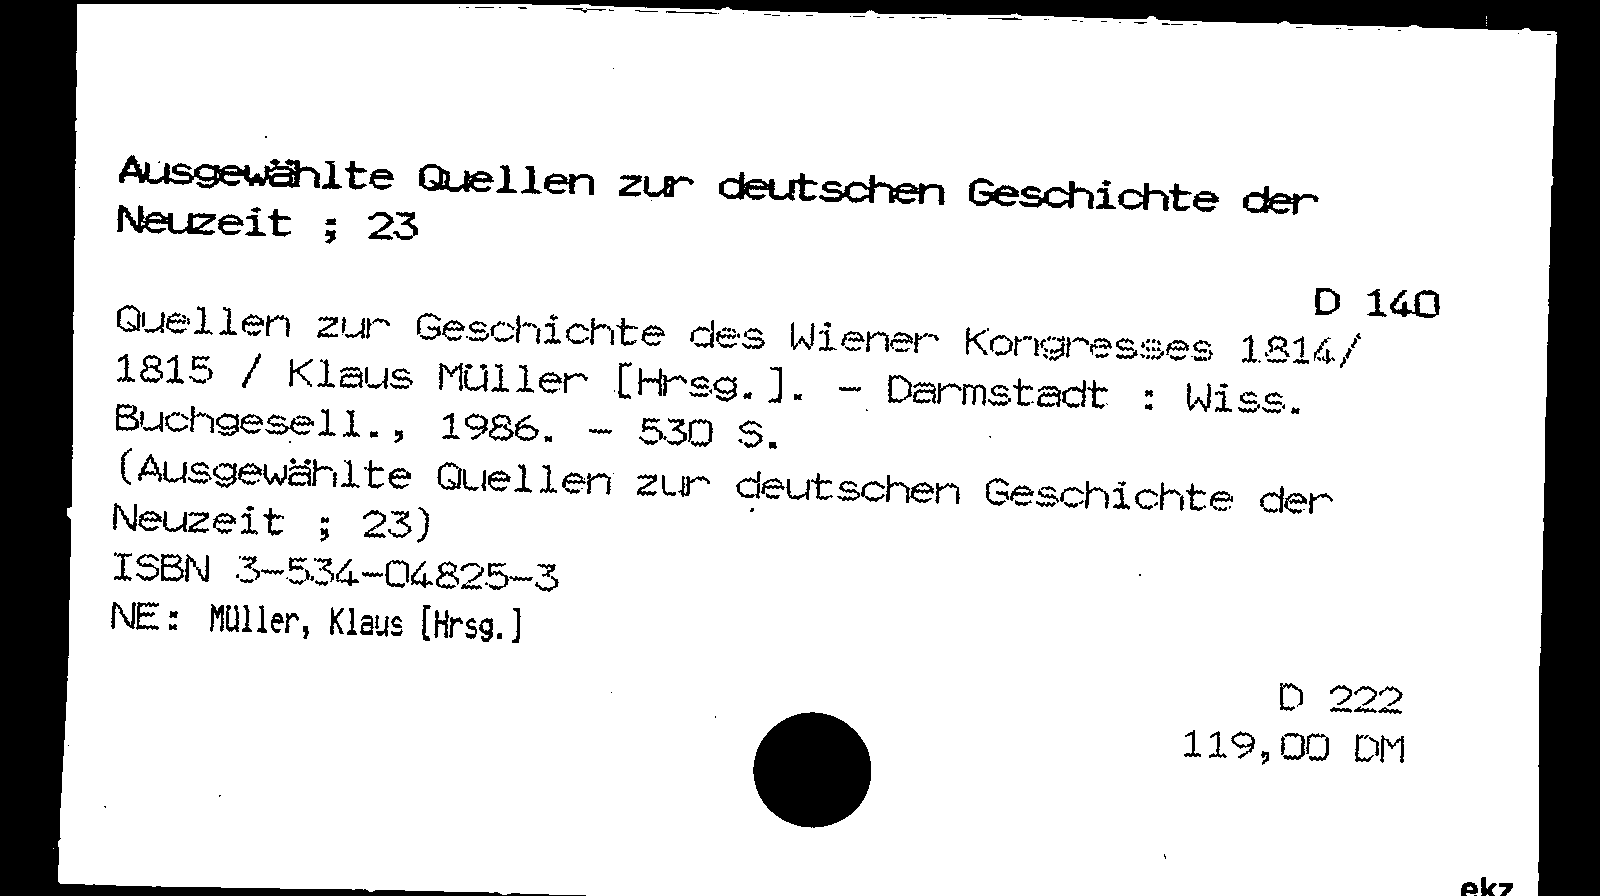 Ausgewählte Quellen zur deutschen Geschichte der
Neuzeit ; 23
D 140
Quellen zur Geschichte des Wiener Kongresses 1814/
1815 / Klaus Müller [Hrsg.]. - Darmstadt : Wiss.
Buchgesell., 1986. - 530 S.
(Ausgewählte Quellen zur deutschen Geschichte der
Neuzeit ; 23)
ISBN 3-534-04825-3
NE: Müller, Klaus [Hrsg.]
D 222
119,00 DM
ekz